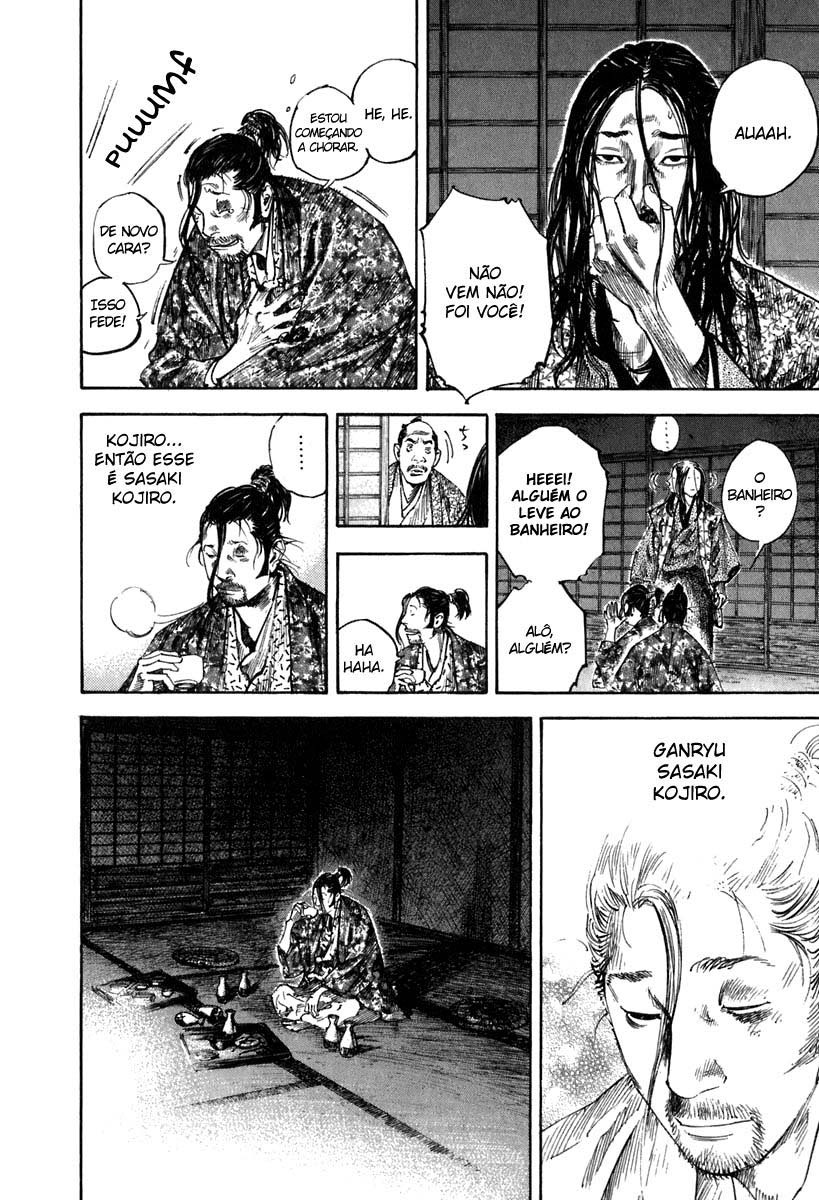 AUAAH.
NÃO
VEM NÃO!
FOI VOCÊ!
HE, HE.
ESTOU
COMEÇANDO
A CHORAR.
PUUUMF
DE NOVO
CARA?
ISSO
FEDE!
...
O
BANHEIRO
?
HEEEI!
ALGUÉM O
LEVE AO
BANHEIRO!
ALÔ,
ALGUÉM?
HA
HAHA.
...
KOJIRO...
ENTÃO ESSE
É SASAKI
KOJIRO.
GANRYU
SASAKI
KOJIRO.